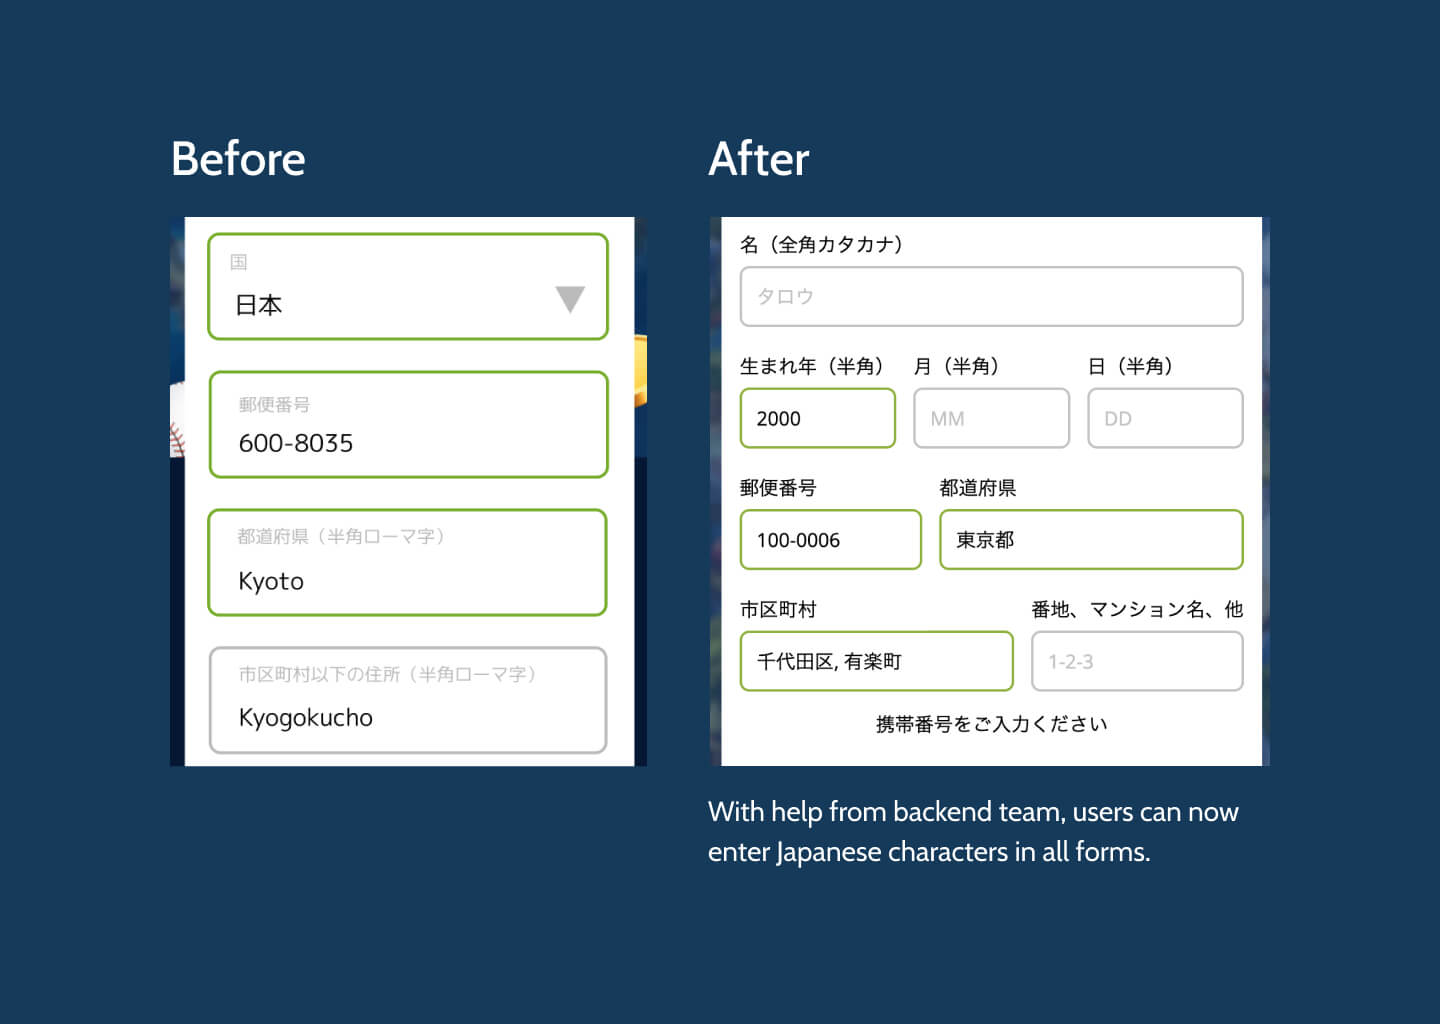 Before
国
日本
郵便番号
600-8035
都道府県（半角ローマ字）
Kyoto
市区町村以下の住所（半角ローマ字）
Kyogokucho
After
名（全角カタカナ）
タロウ
生まれ年（半角） 月（半角） 日（半角）
2000 MM DD
郵便番号 都道府県
100-0006 東京都
市区町村 番地、マンション名、他
千代田区, 有楽町 1-2-3
携帯番号をご入力ください
With help from backend team, users can now
enter Japanese characters in all forms.